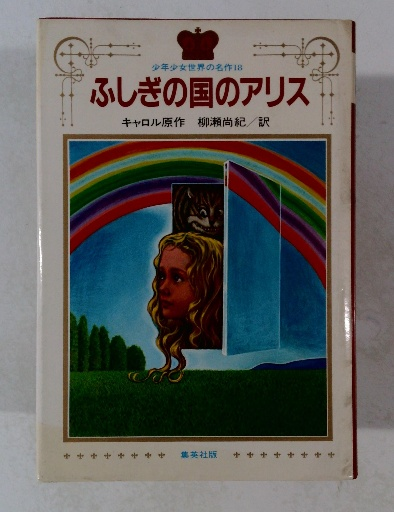 少年少女世界の名作18
ふしぎの国のアリス
キャロル原作 柳瀬尚紀/訳
集英社版